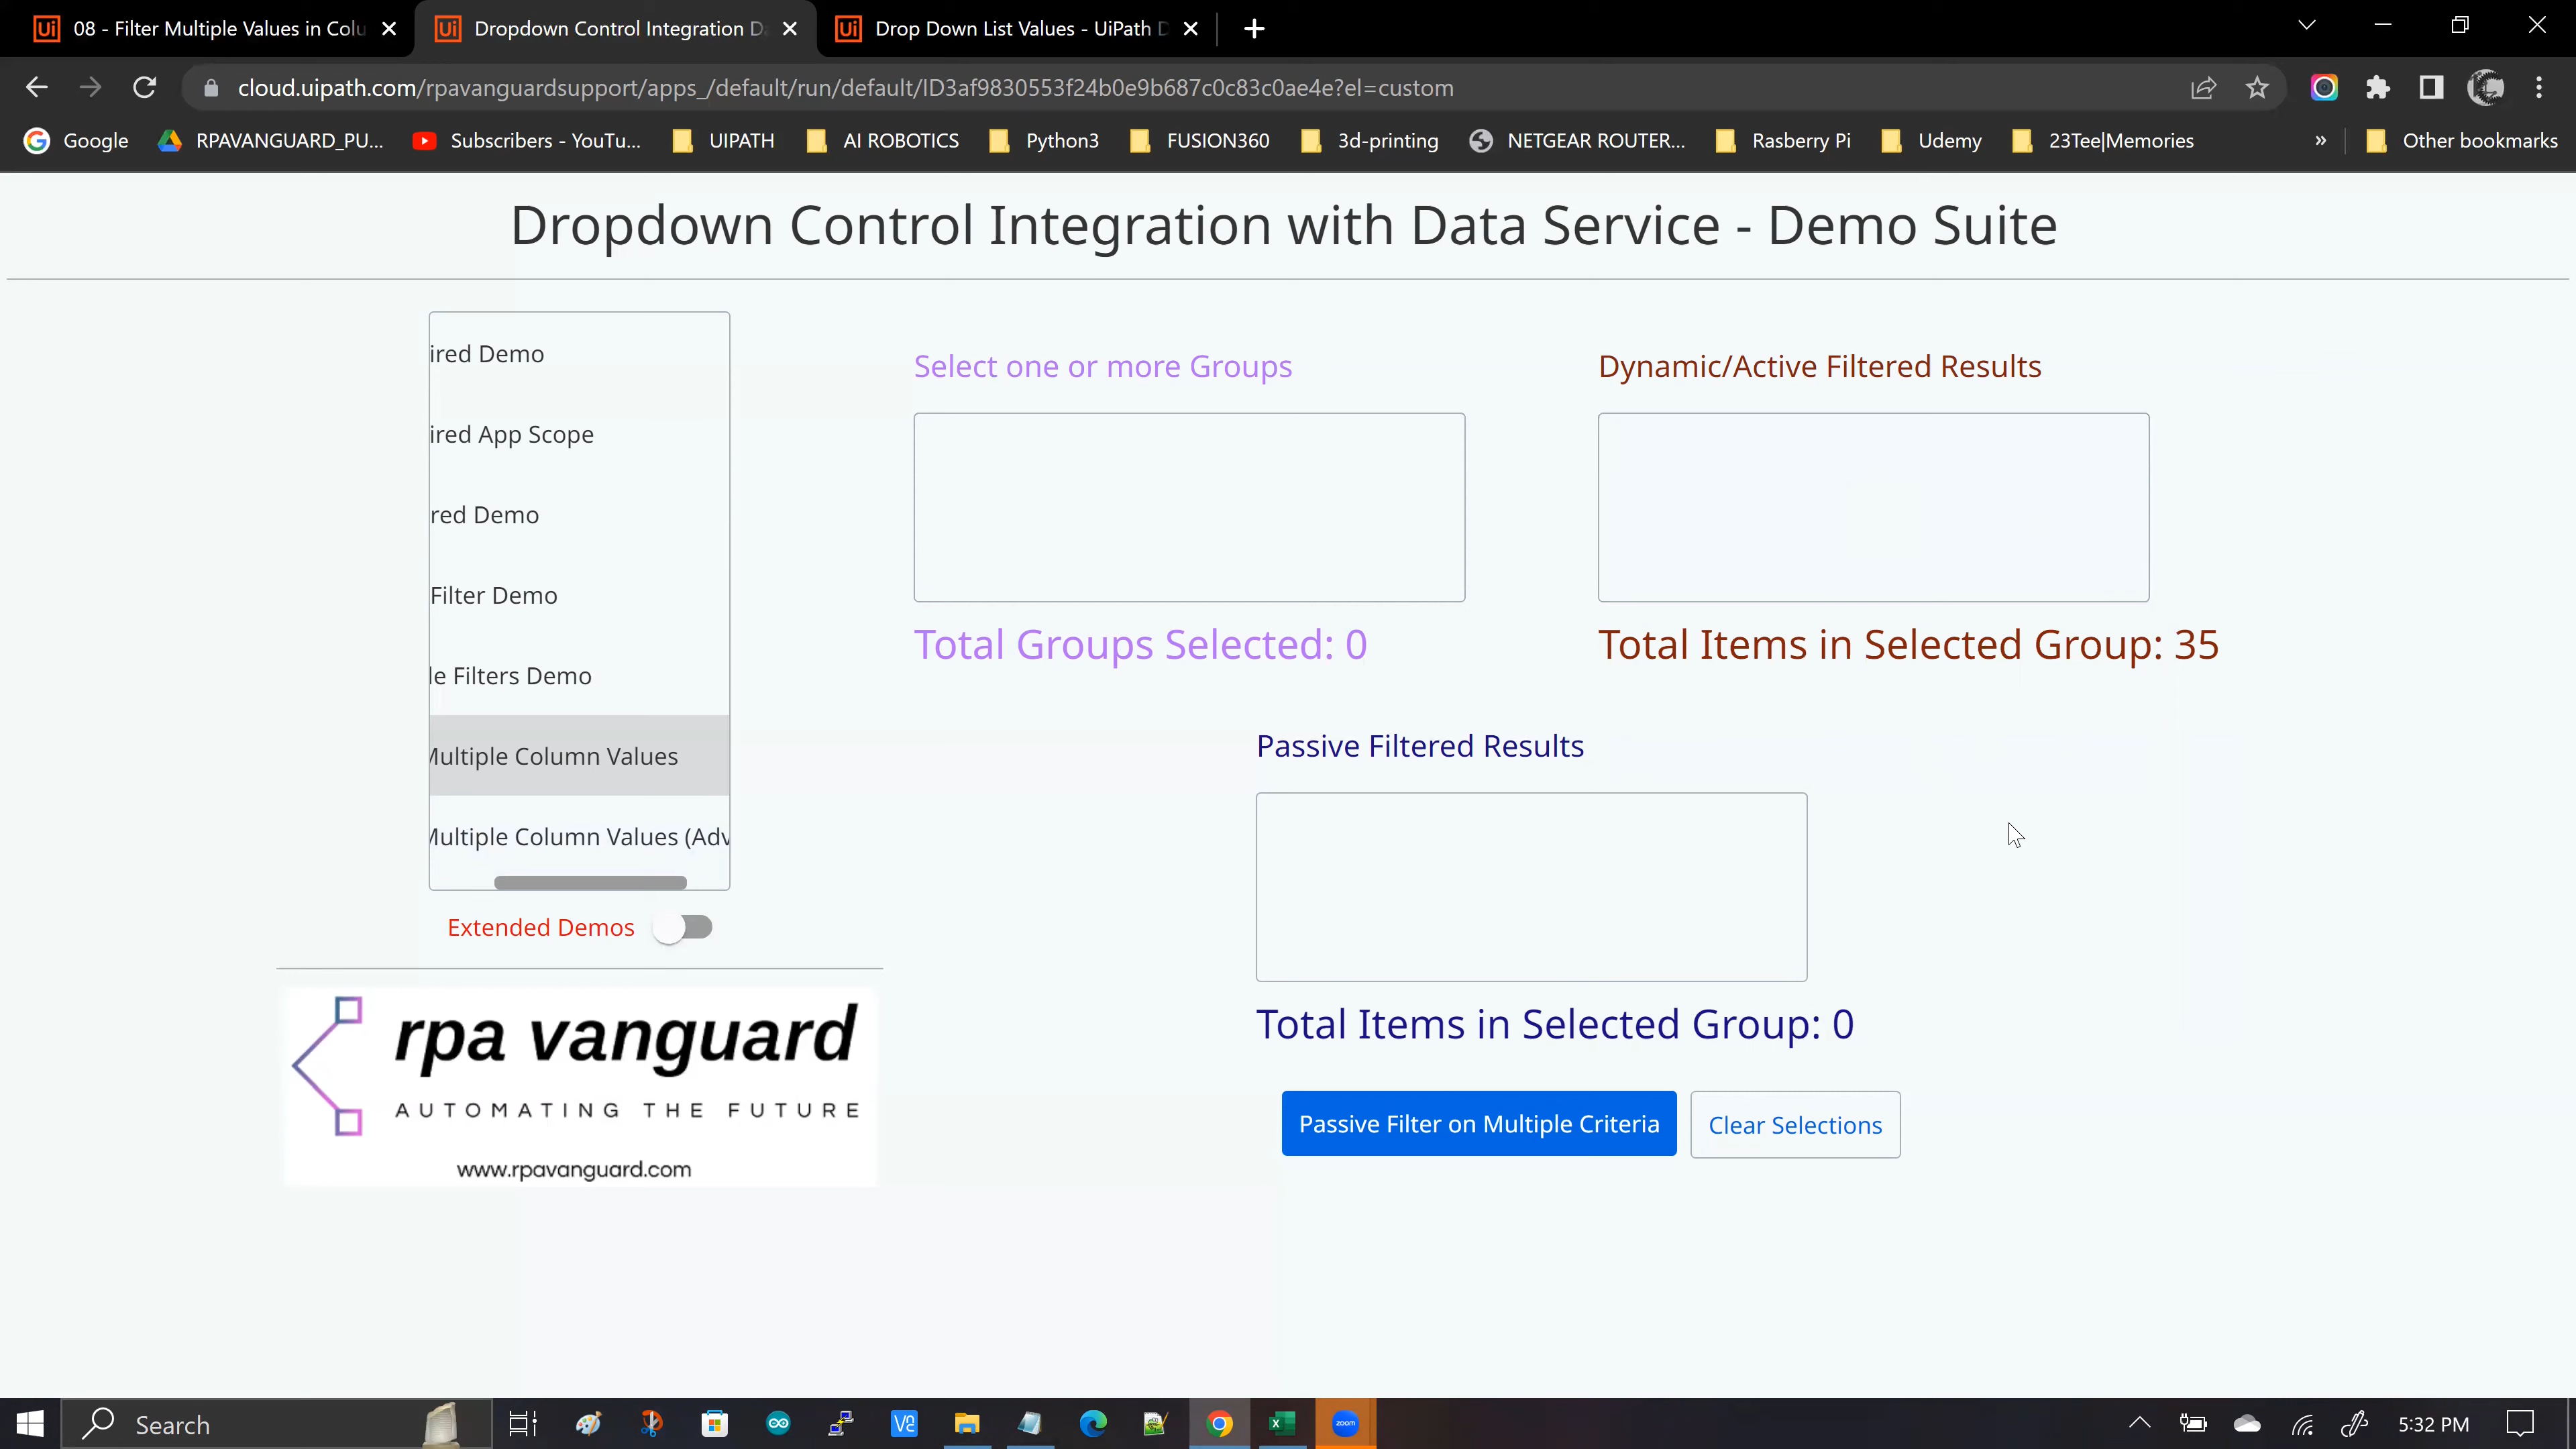 08 - Filter Multiple Values in Colu
Dropdown Control Integration Da
Drop Down List Values - UiPath D
cloud.uipath.com/rpavanguardsupport/apps_/default/run/default/ID3af9830553f24b0e9b687c0c83c0ae4e?el=custom
Google RPAVANGUARD_PU... Subscribers - YouTu... UIPATH AI ROBOTICS Python3 FUSION360 3d-printing NETGEAR ROUTER... Rasberry Pi Udemy 23Tee|Memories » Other bookmarks
Dropdown Control Integration with Data Service - Demo Suite
ired Demo
ired App Scope
red Demo
Filter Demo
le Filters Demo
Multiple Column Values
Multiple Column Values (Adv
Extended Demos
rpa vanguard
AUTOMATING THE FUTURE
www.rpavanguard.com
Select one or more Groups
Total Groups Selected: 0
Dynamic/Active Filtered Results
Total Items in Selected Group: 35
Passive Filtered Results
Total Items in Selected Group: 0
Passive Filter on Multiple Criteria
Clear Selections
Search
zoom
5:32 PM